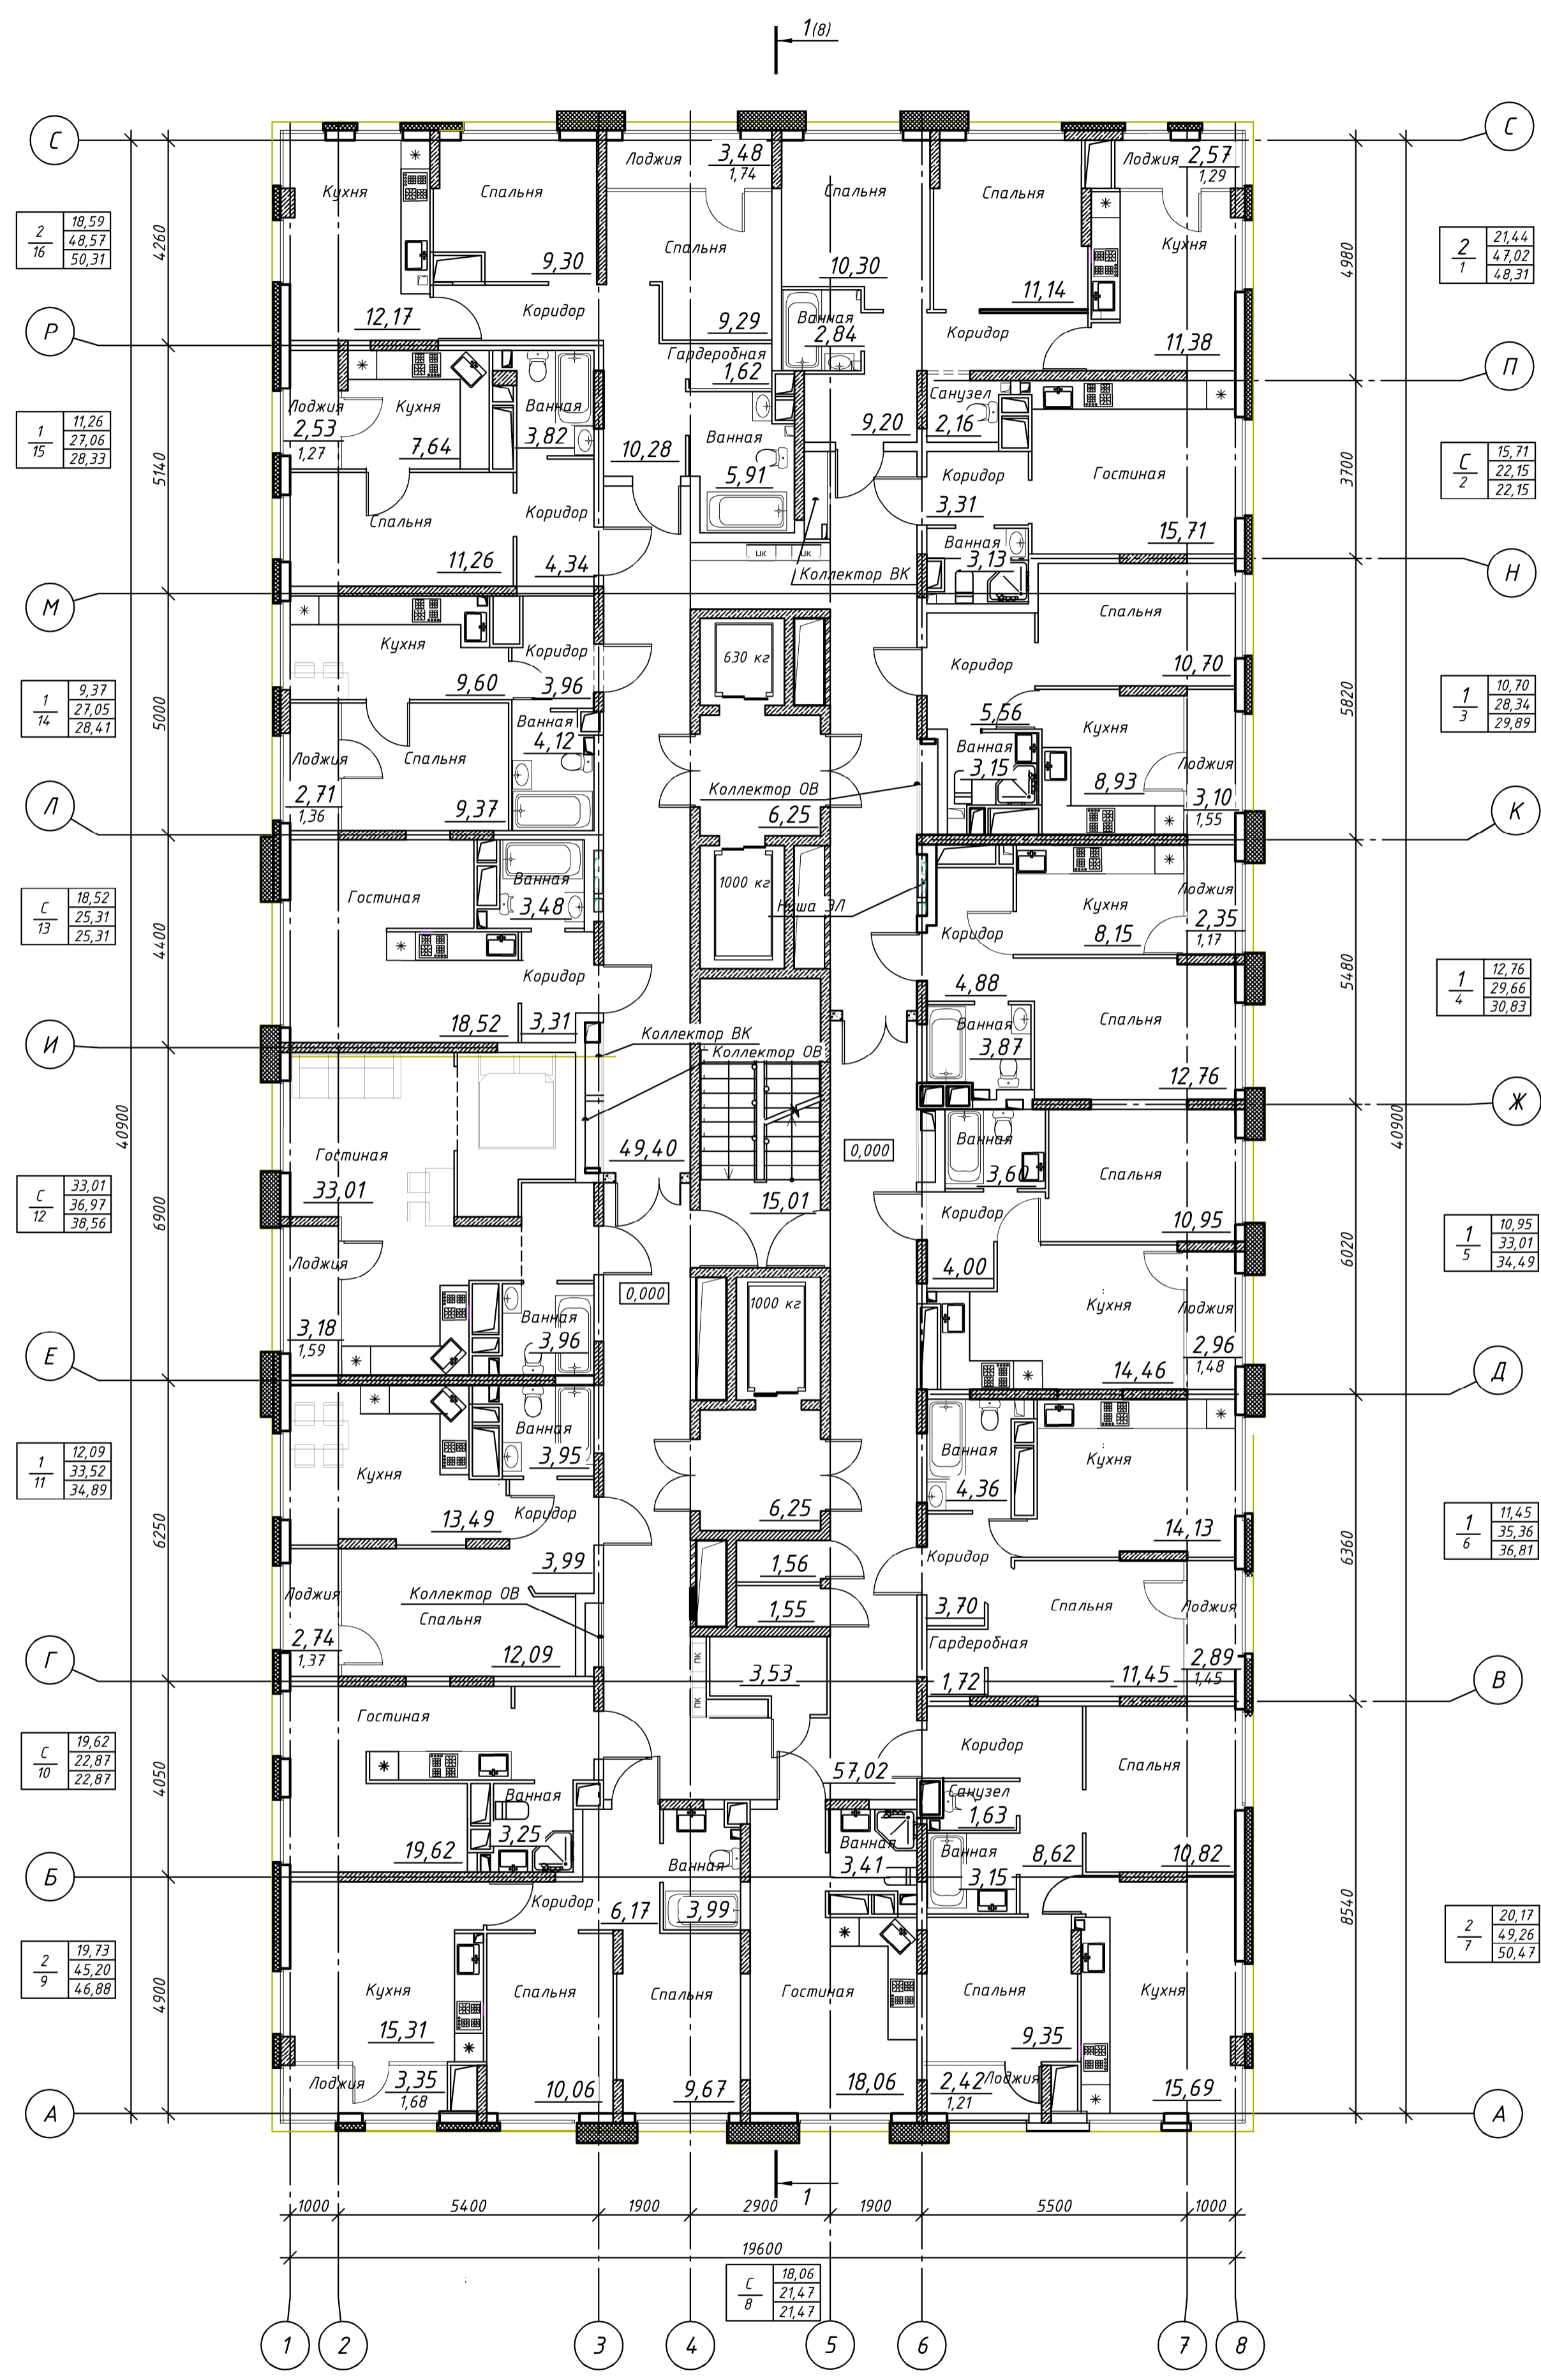 1(8)
С
С
Лоджия
3,48
1,74
Лоджия
2,57
1,29
Кухня
Спальня
Спальня
Спальня
2
16
18,59
48,57
50,31
4260
Спальня
Кухня
4980
2
1
21,44
47,02
48,31
9,30
10,30
11,14
Р
12,17
Коридор
9,29
Ванная
2,84
Коридор
11,38
П
Гардеробная
1,62
1
15
11,26
27,06
28,33
Лоджия
2,53
1,27
Кухня
7,64
Ванная
3,82
10,28
Ванная
5,91
9,20
Санузел
2,16
Гостиная
3700
С
2
15,71
22,15
22,15
5140
Коридор
3,31
15,71
Спальня
Коридор
11,26
4,34
ЦК
ЦК
Коллектор ВК
Ванная
3,13
Н
М
Кухня
Коридор
630 кг
Спальня
Коридор
10,70
1
14
9,37
27,05
28,41
5000
9,60
3,96
5820
1
3
10,70
28,34
29,89
Ванная
4,12
5,56
Ванная
3,15
Кухня
Лоджия
2,71
1,36
Спальня
9,37
Коллектор ОВ
6,25
8,93
Лоджия
3,10
1,55
Л
К
С
13
18,52
25,31
25,31
4400
Гостиная
Ванная
3,48
1000 кг
Ниша ЭЛ
Кухня
8,15
Лоджия
2,35
1,17
Коридор
5480
1
4
12,76
29,66
30,83
Коридор
18,52
3,31
4,88
Ванная
3,87
Спальня
12,76
И
Коллектор ВК
Коллектор ОВ
Ж
40900
40900
Гостиная
33,01
49,40
15,01
0,000
Ванная
3,60
Спальня
10,95
С
12
33,01
36,97
38,56
6900
Коридор
4,00
6020
1
5
10,95
33,01
34,49
Лоджия
3,18
1,59
0,000
1000 кг
Ванная
3,96
Кухня
14,46
Лоджия
2,96
1,48
Е
Д
1
11
12,09
33,52
34,89
Кухня
13,49
Ванная
3,95
6250
Коридор
3,99
6,25
Ванная
4,36
Кухня
14,13
6360
1
6
11,45
35,36
36,81
Коридор
1,56
1,55
Лоджия
2,74
1,37
Коллектор ОВ
Спальня
12,09
3,70
Гардеробная
1,72
Спальня
11,45
Лоджия
2,89
1,45
Г
ПК
ПК
3,53
В
С
10
19,62
22,87
22,87
4050
Гостиная
19,62
Ванная
3,25
57,02
Коридор
Санузел
1,63
Спальня
10,82
Б
Ванная
3,99
Ванная
3,41
Ванная
3,15
8,62
8540
Коридор
6,17
2
9
19,73
45,20
46,88
4900
Кухня
15,31
Спальня
10,06
Спальня
9,67
Гостиная
18,06
Спальня
9,35
Кухня
15,69
2
7
20,17
49,26
50,47
Лоджия
3,35
1,68
2,42
1,21
Лоджия
А
А
1
1000
5400
1900
2900
1900
5500
1000
19600
С
8
18,06
21,47
21,47
1
2
3
4
5
6
7
8